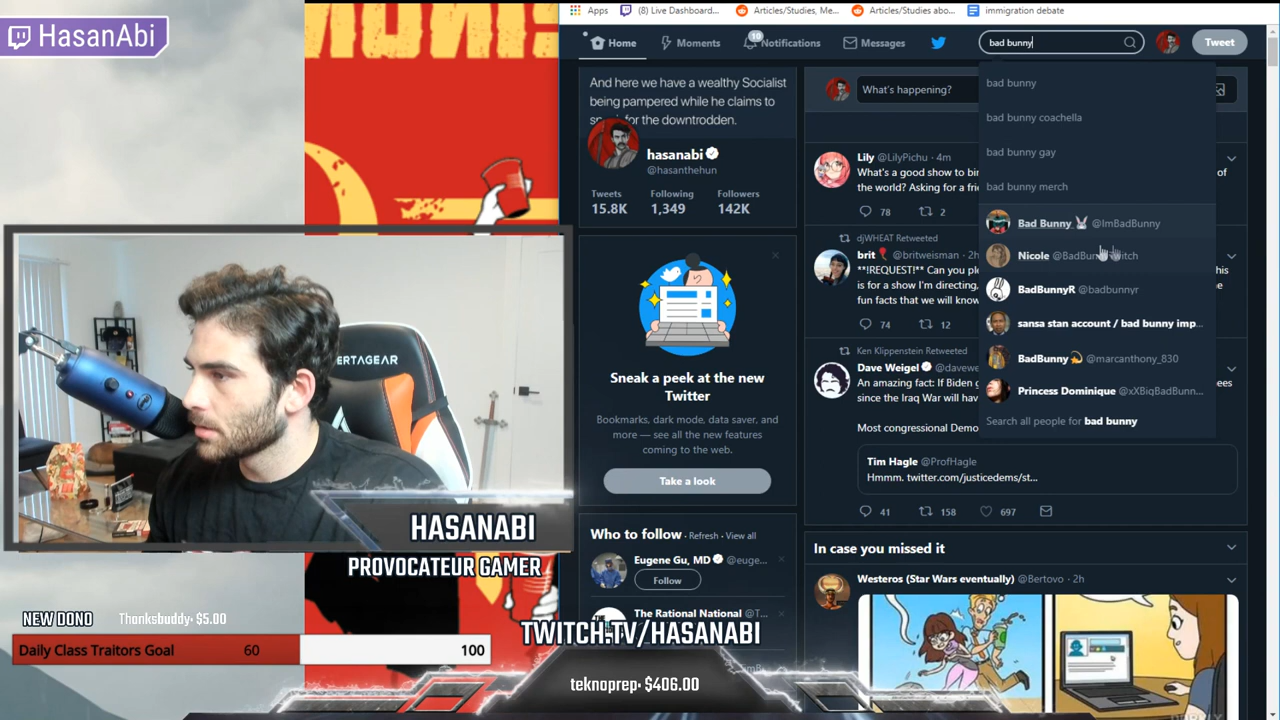 HasanAbi
Apps
(8) Live Dashboard...
Articles/Studies, Me...
Articles/Studies abo...
immigration debate
Home
Moments
10
Notifications
Messages
bad bunny
Tweet
And here we have a wealthy Socialist
being pampered while he claims to
for the downtrodden.
hasanabi
@hasanthehun
Tweets
Following
Followers
15.8K
1,349
142K
What's happening?
bad bunny
bad bunny coachella
bad bunny gay
bad bunny merch
Bad Bunny @ImBadBunny
Nicole
BadBunnyR @badbunnyr
sansa stan account / bad bunny imp...
BadBunny @marcanthony_830
Princess Dominique @xXBigBadBunn...
Search all people for bad bunny
Lily @LilyPichu · 4m
What's a good show to bin
of
the world? Asking for a frie
78
2
djWHEAT Retweeted
brit @britweisman · 2h
**!REQUEST!** Can you ple
this
is for a show I'm directing,
fun facts that we will know
74
12
Ken Klippenstein Retweeted
Dave Weigel @davewe
An amazing fact: If Biden g
ees
since the Iraq War will hav
Most congressional Demo
Tim Hagle @ProfHagle
Hmmm. twitter.com/justicedems/st...
41
158
697
In case you missed it
Westeros (Star Wars eventually) @Bertovo · 2h
Sneak a peek at the new
Twitter
Bookmarks, dark mode, data saver, and
more — see all the new features
coming to the web.
Take a look
Who to follow · Refresh · View all
Eugene Gu, MD @euge...
Follow
The Rational National @T...
ERTAGEAR
HASANABI
PROVOCATEUR GAMER
NEW DONO
Thanksbuddy· $5.00
Daily Class Traitors Goal
60
100
TWITCH.TV/HASANABI
teknoprep· $406.00